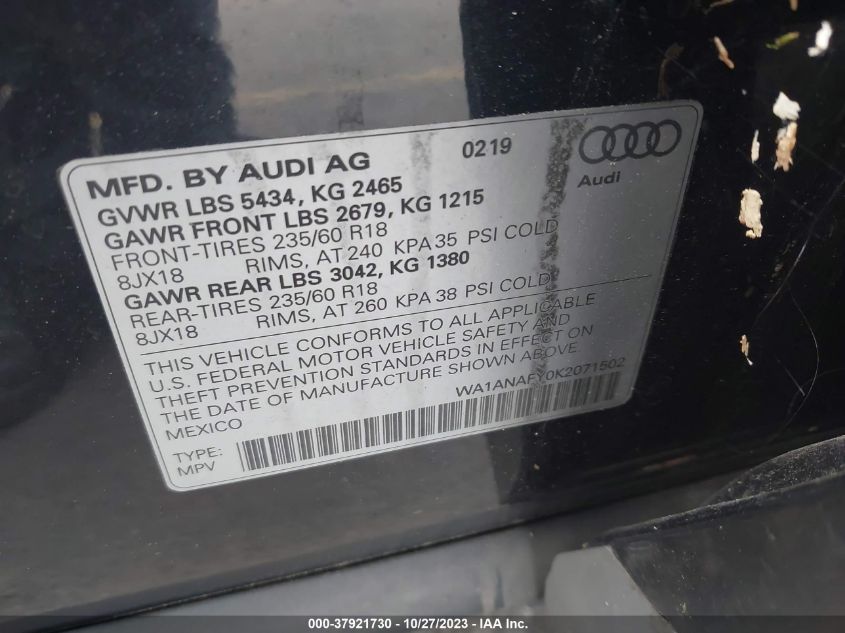 MFD. BY AUDI AG 0219
Audi
GVWR LBS 5434, KG 2465
GAWR FRONT LBS 2679, KG 1215
FRONT-TIRES 235/60 R18
8JX18 RIMS, AT 240 KPA 35 PSI COLD
GAWR REAR LBS 3042, KG 1380
REAR-TIRES 235/60 R18
8JX18 RIMS, AT 260 KPA 38 PSI COLD
THIS VEHICLE CONFORMS TO ALL APPLICABLE
U.S. FEDERAL MOTOR VEHICLE SAFETY AND
THEFT PREVENTION STANDARDS IN EFFECT ON
THE DATE OF MANUFACTURE SHOWN ABOVE.
MEXICO WA1ANAFY0K2071502
TYPE:
MPV
000-37921730 - 10/27/2023 - IAA Inc.